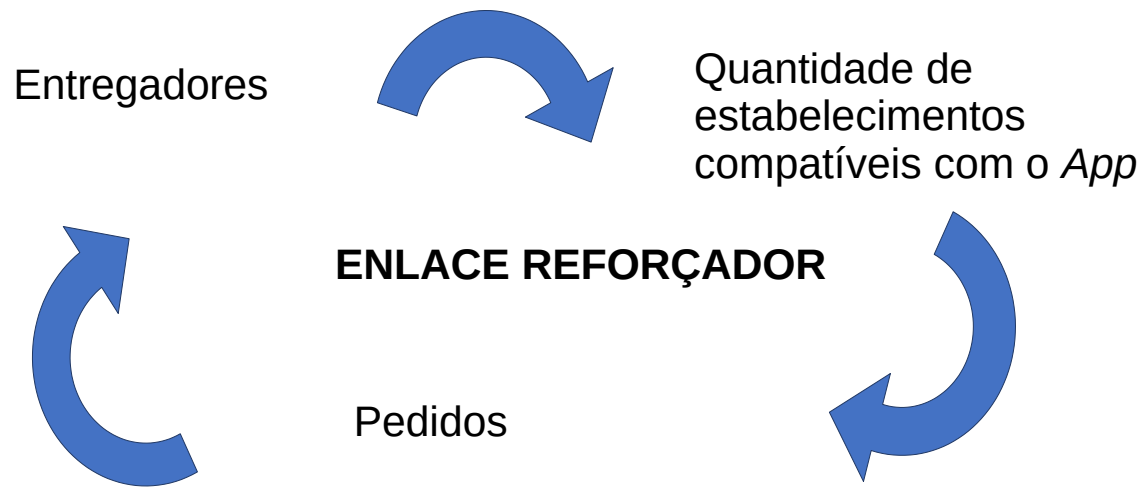 Entregadores
Quantidade de
estabelecimentos
compatíveis com o App
ENLACE REFORÇADOR
Pedidos